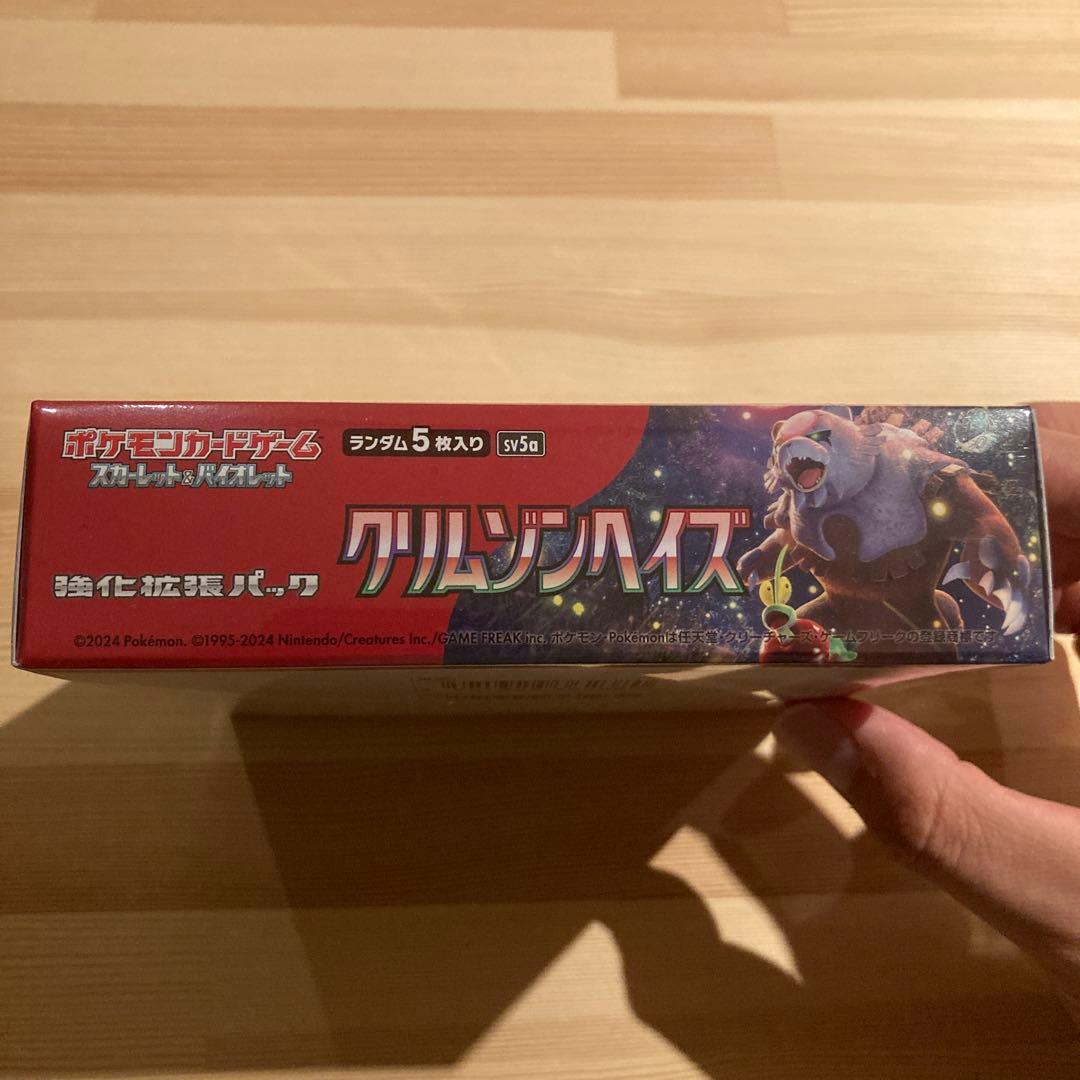 ポケモンカードゲーム
スカーレット&バイオレット
ランダム5枚入り SV5a
クリムゾンヘイズ
強化拡張パック
©2024 Pokémon. ©1995-2024 Nintendo/Creatures Inc./GAME FREAK inc. ポケモン・Pokémonは任天堂・クリーチャーズ・ゲームフリークの登録商標です。